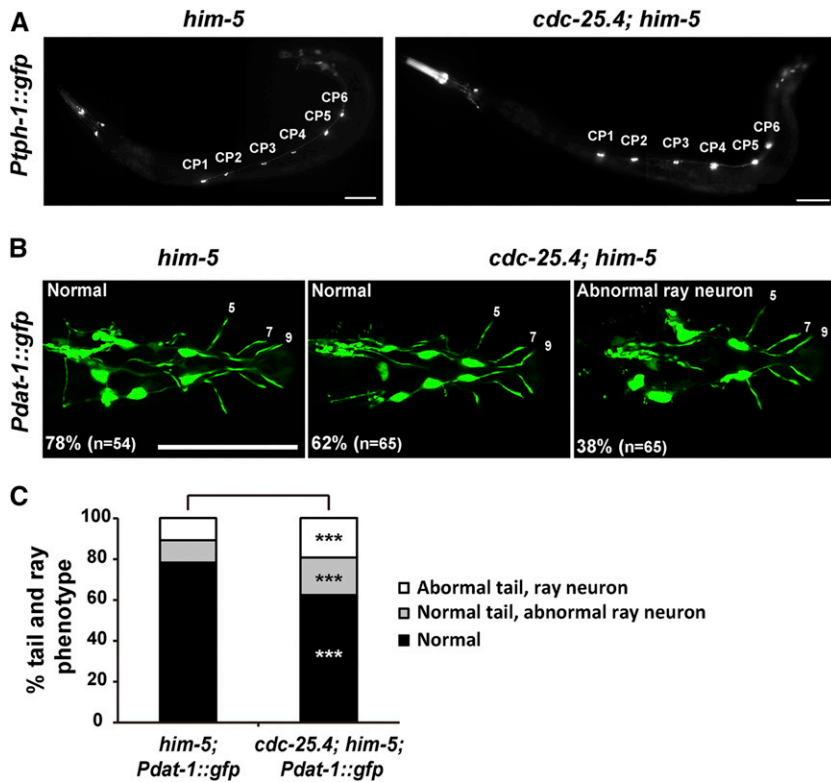 A
him-5
cdc-25.4; him-5
Ptph-1::gfp
CP1
CP2
CP3
CP4
CP5
CP6
CP1
CP2
CP3
CP4
CP5
CP6
B
him-5
cdc-25.4; him-5
Pdat-1::gfp
Normal
5
7
9
78% (n=54)
Normal
5
7
9
62% (n=65)
Abnormal ray neuron
5
7
9
38% (n=65)
C
% tail and ray
phenotype
100
80
60
40
20
0
***
***
***
him-5;
Pdat-1::gfp
cdc-25.4; him-5;
Pdat-1::gfp
Abormal tail, ray neuron
Normal tail, abnormal ray neuron
Normal